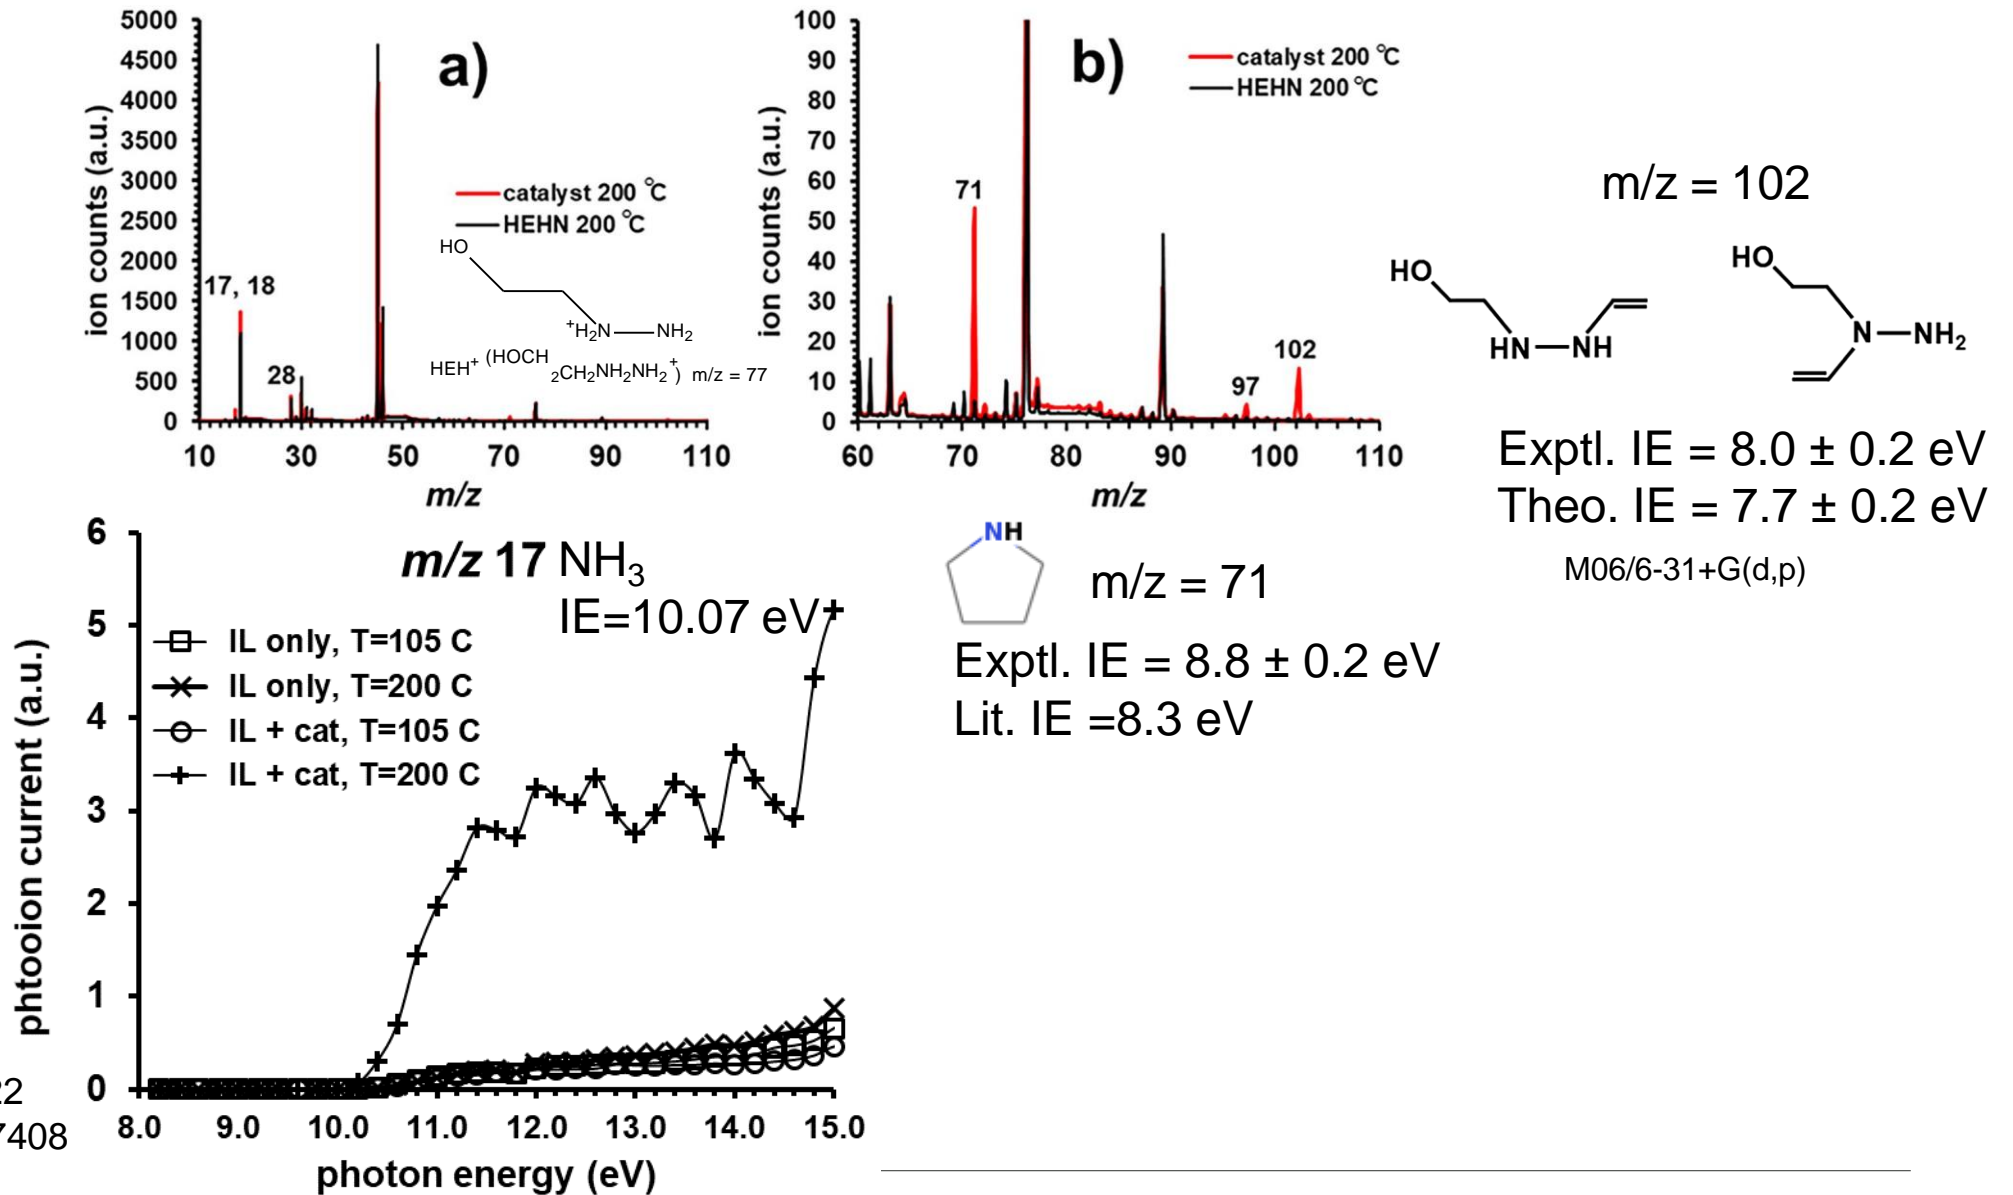 5000
4500
4000
3500
3000
2500
2000
1500
1000
500
0
ion counts (a.u.)
a)
catalyst 200 °C
HEHN 200 °C
HO
⁺H₂N—NH₂
HEH⁺ (HOCH₂CH₂NH₂NH₂⁺) m/z = 77
17, 18
28
10 30 50 70 90 110
m/z
100
90
80
70
60
50
40
30
20
10
0
ion counts (a.u.)
b)
catalyst 200 °C
HEHN 200 °C
71
97
102
60 70 80 90 100 110
m/z
m/z = 102
HO
HN—NH
HO
N—NH₂
Exptl. IE = 8.0 ± 0.2 eV
Theo. IE = 7.7 ± 0.2 eV
M06/6-31+G(d,p)
6
5
4
3
2
1
0
phtooion current (a.u.)
m/z 17 NH₃
IE=10.07 eV
IL only, T=105 C
IL only, T=200 C
IL + cat, T=105 C
IL + cat, T=200 C
8.0 9.0 10.0 11.0 12.0 13.0 14.0 15.0
photon energy (eV)
NH
m/z = 71
Exptl. IE = 8.8 ± 0.2 eV
Lit. IE =8.3 eV
7408